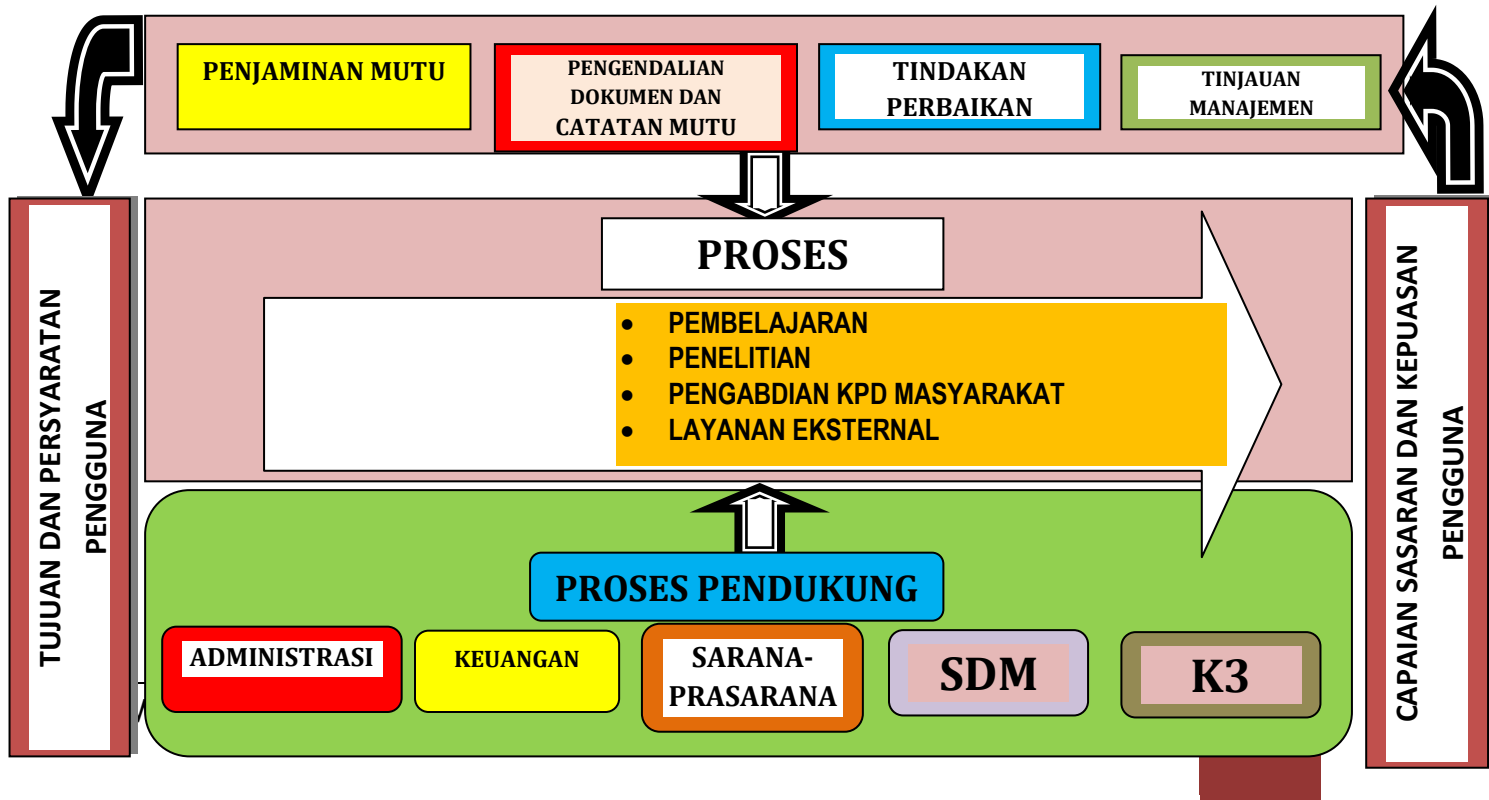 PENJAMINAN MUTU
PENGENDALIAN
DOKUMEN DAN
CATATAN MUTU
TINDAKAN
PERBAIKAN
TINJAUAN
MANAJEMEN
TUJUAN DAN PERSYARATAN
PENGGUNA
PROSES
• PEMBELAJARAN
• PENELITIAN
• PENGABDIAN KPD MASYARAKAT
• LAYANAN EKSTERNAL
CAPAIAN SASARAN DAN KEPUASAN
PENGGUNA
PROSES PENDUKUNG
ADMINISTRASI
KEUANGAN
SARANA-
PRASARANA
SDM
K3